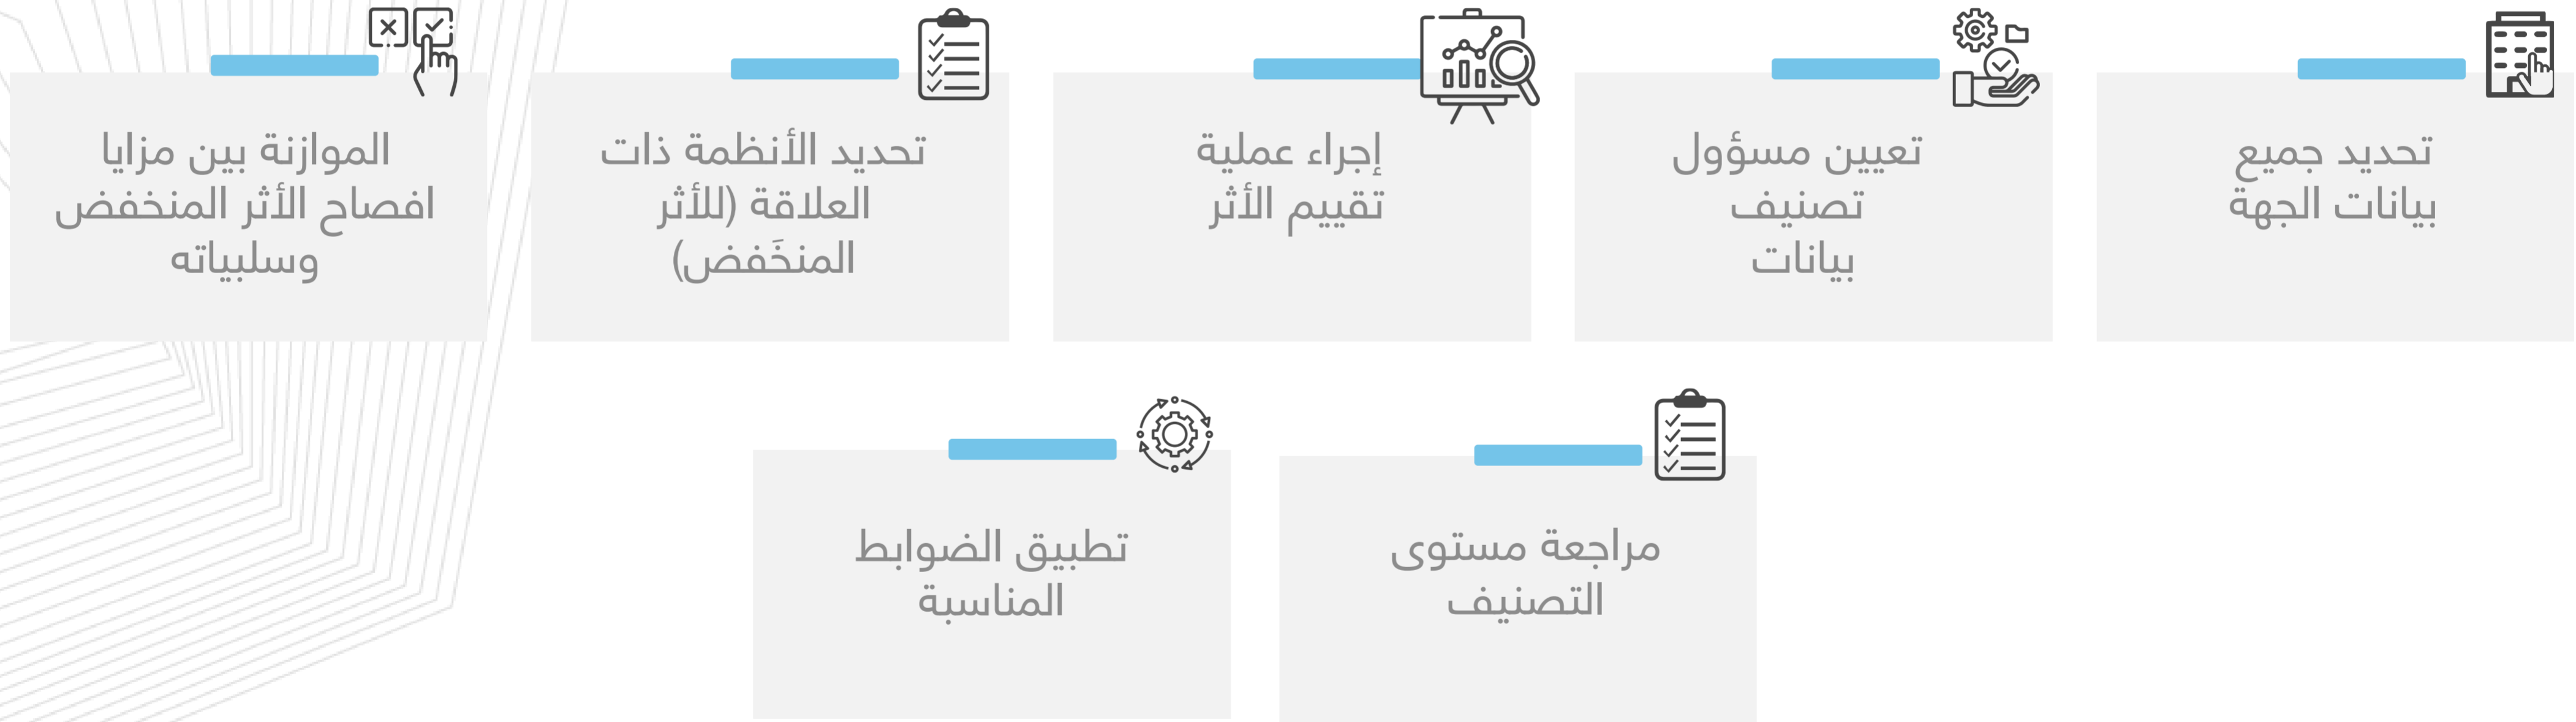 تحديد جميع
بيانات الجهة
تعيين مسؤول
تصنيف
بيانات
إجراء عملية
تقييم الأثر
تحديد الأنظمة ذات
العلاقة (للأثر
المنخَفض)
الموازنة بين مزايا
افصاح الأثر المنخفض
وسلبياته
مراجعة مستوى
التصنيف
تطبيق الضوابط
المناسبة